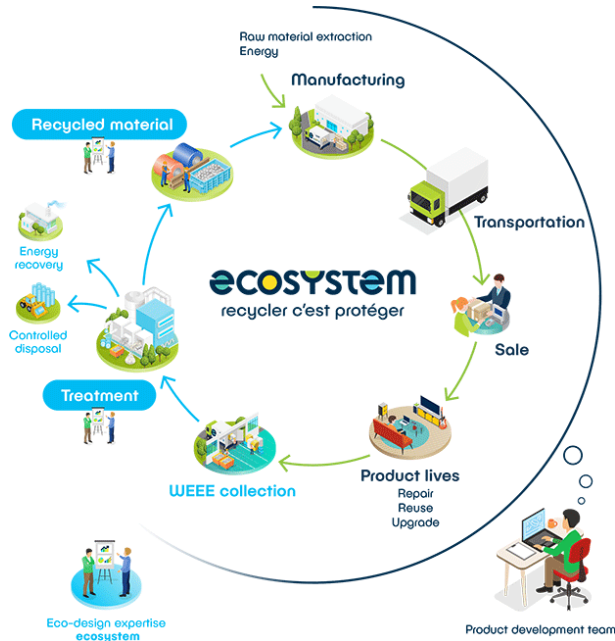 Raw material extraction
Energy
Manufacturing
Recycled material
Transportation
Energy
recovery
ecosystem
recycler c'est protéger
Controlled
disposal
Sale
Treatment
Product lives
Repair
Reuse
Upgrade
WEEE collection
Eco-design expertise
ecosystem
Product development team